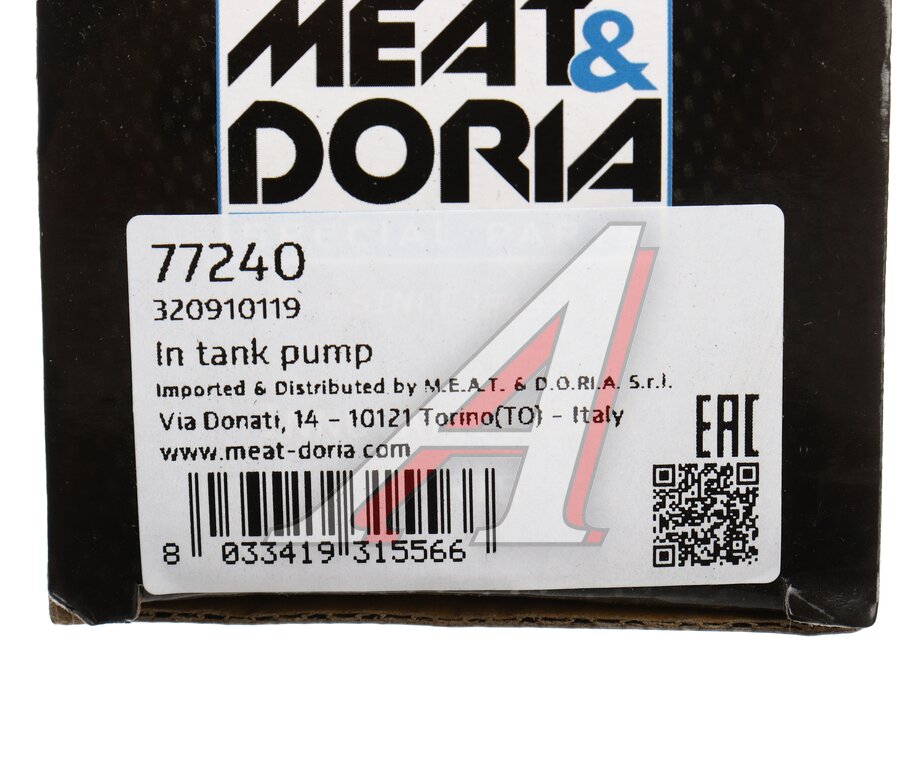 MEAT&
DORIA
77240
320910119
In tank pump
Imported & Distributed by M.E.A.T. & D.O.RI.A. S.r.l.
Via Donati, 14 - 10121 Torino(TO) - Italy
www.meat-doria.com
EAC
8 033419 315566